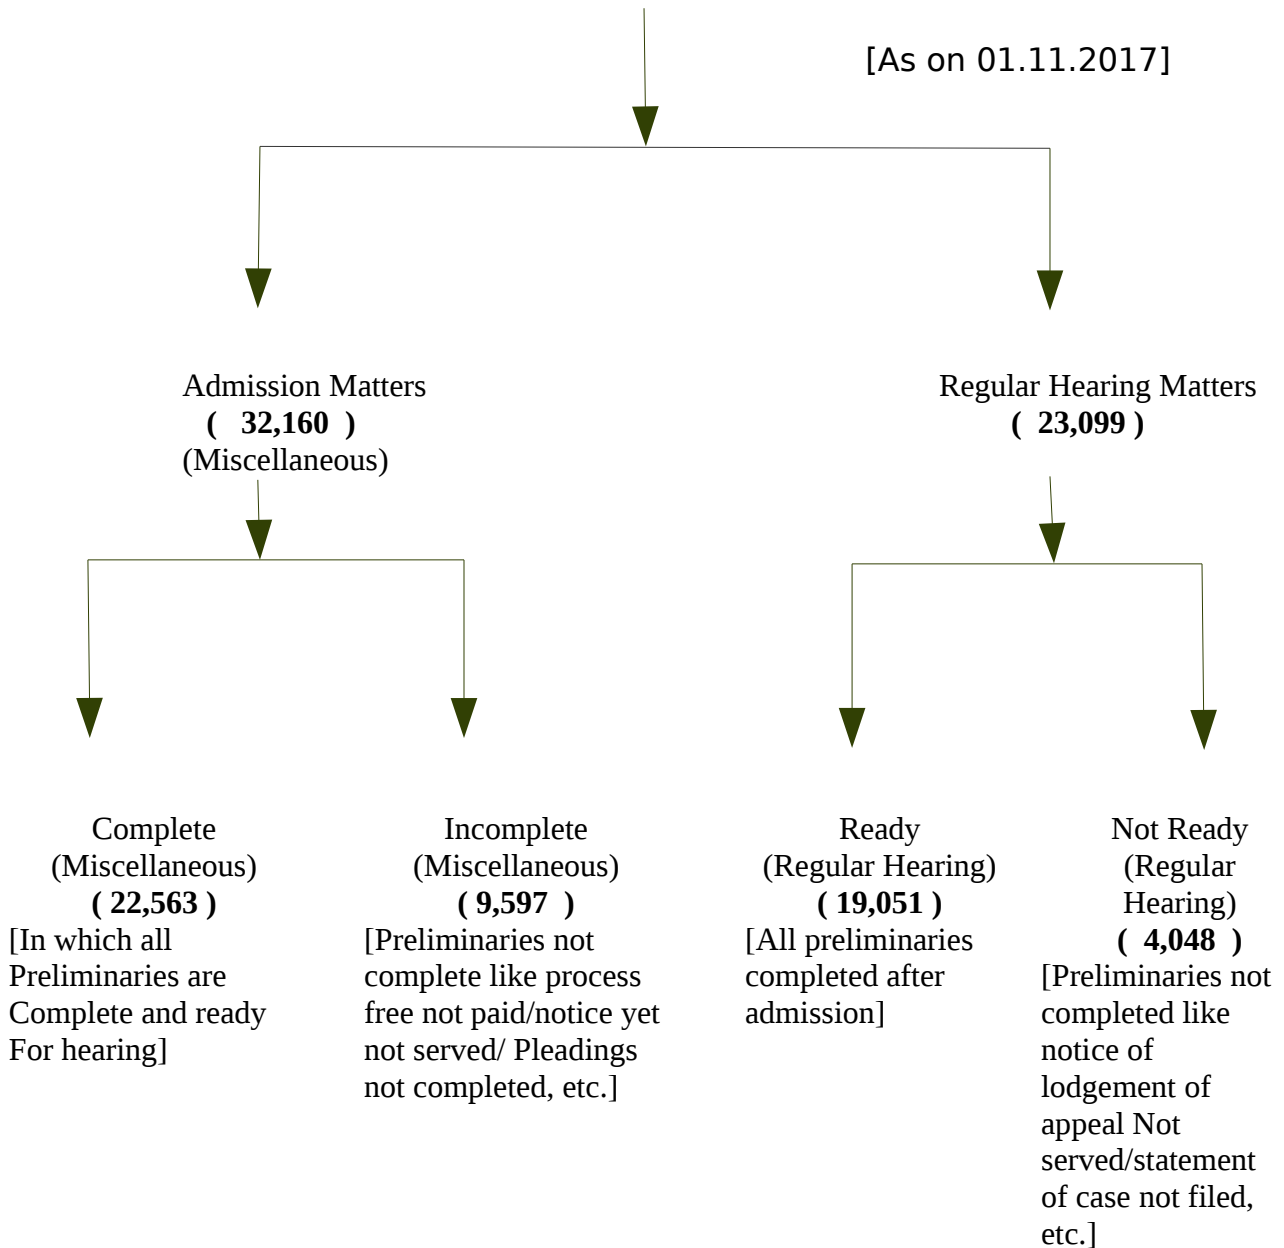 [As on 01.11.2017]
Admission Matters
( 32,160 )
(Miscellaneous)
Regular Hearing Matters
( 23,099 )
Complete
(Miscellaneous)
( 22,563 )
[In which all
Preliminaries are
Complete and ready
For hearing]
Incomplete
(Miscellaneous)
( 9,597 )
[Preliminaries not
complete like process
free not paid/notice yet
not served/ Pleadings
not completed, etc.]
Ready
(Regular Hearing)
( 19,051 )
[All preliminaries
completed after
admission]
Not Ready
(Regular
Hearing)
( 4,048 )
[Preliminaries not
completed like
notice of
lodgement of
appeal Not
served/statement
of case not filed,
etc.]